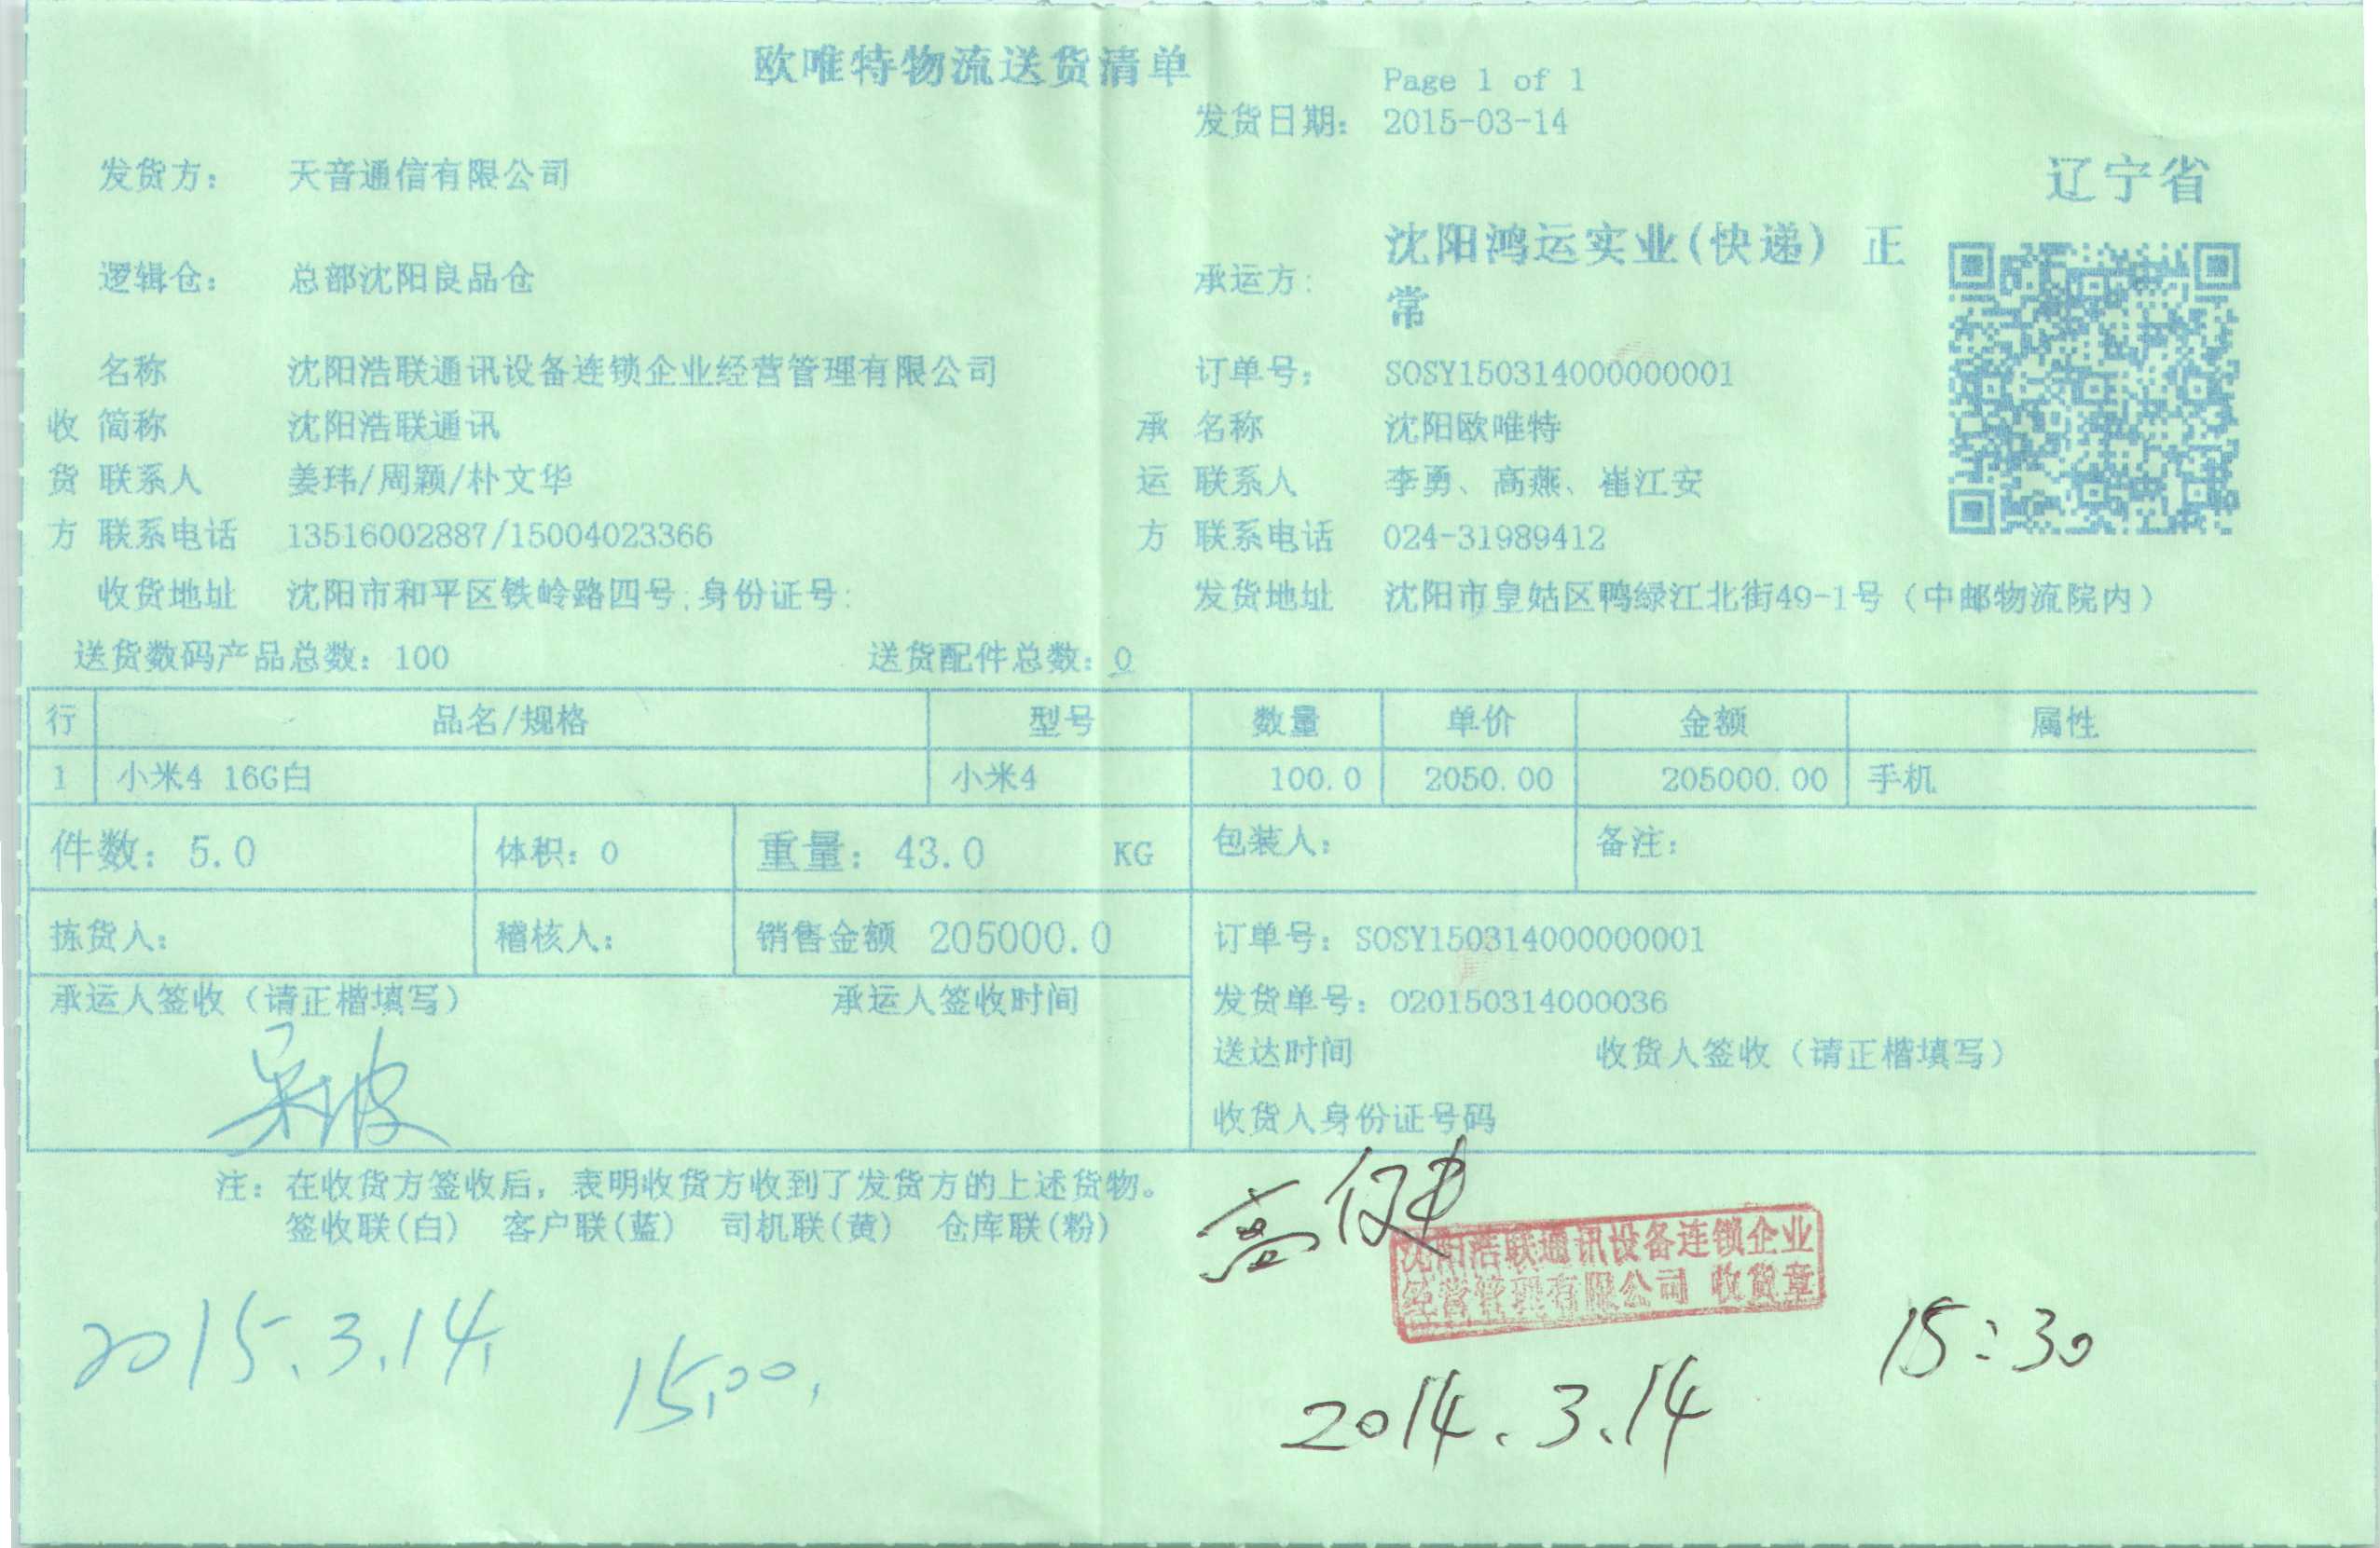 欧唯特物流送货清单
Page 1 of 1
发货日期: 2015-03-14
发货方: 天音通信有限公司
辽宁省
逻辑仓: 总部沈阳良品仓
承运方: 沈阳鸿运实业(快递) 正
常
名称 沈阳浩联通讯设备连锁企业经营管理有限公司 订单号: SOSY150314000000001
收 简称 沈阳浩联通讯 承 名称 沈阳欧唯特
货 联系人 姜玮/周颖/朴文华 运 联系人 李勇、高燕、崔江安
方 联系电话 13516002887/15004023366 方 联系电话 024-31989412
收货地址 沈阳市和平区铁岭路四号;身份证号: 发货地址 沈阳市皇姑区鸭绿江北街49-1号（中邮物流院内）
送货数码产品总数: 100 送货配件总数: 0
行 品名/规格 型号 数量 单价 金额 属性
1 小米4 16G白 小米4 100.0 2050.00 205000.00 手机
件数: 5.0 体积: 0 重量: 43.0 KG 包装人: 备注:
拣货人: 稽核人: 销售金额 205000.0 订单号: SOSY150314000000001
承运人签收（请正楷填写） 承运人签收时间 发货单号: O20150314000036
送达时间 收货人签收（请正楷填写）
吴波
收货人身份证号码
注: 在收货方签收后, 表明收货方收到了发货方的上述货物。
签收联(白) 客户联(蓝) 司机联(黄) 仓库联(粉)
高健
沈阳浩联通讯设备连锁企业
经营管理有限公司 收货章
2015.3.14. 15:00.
15:30
2014.3.14